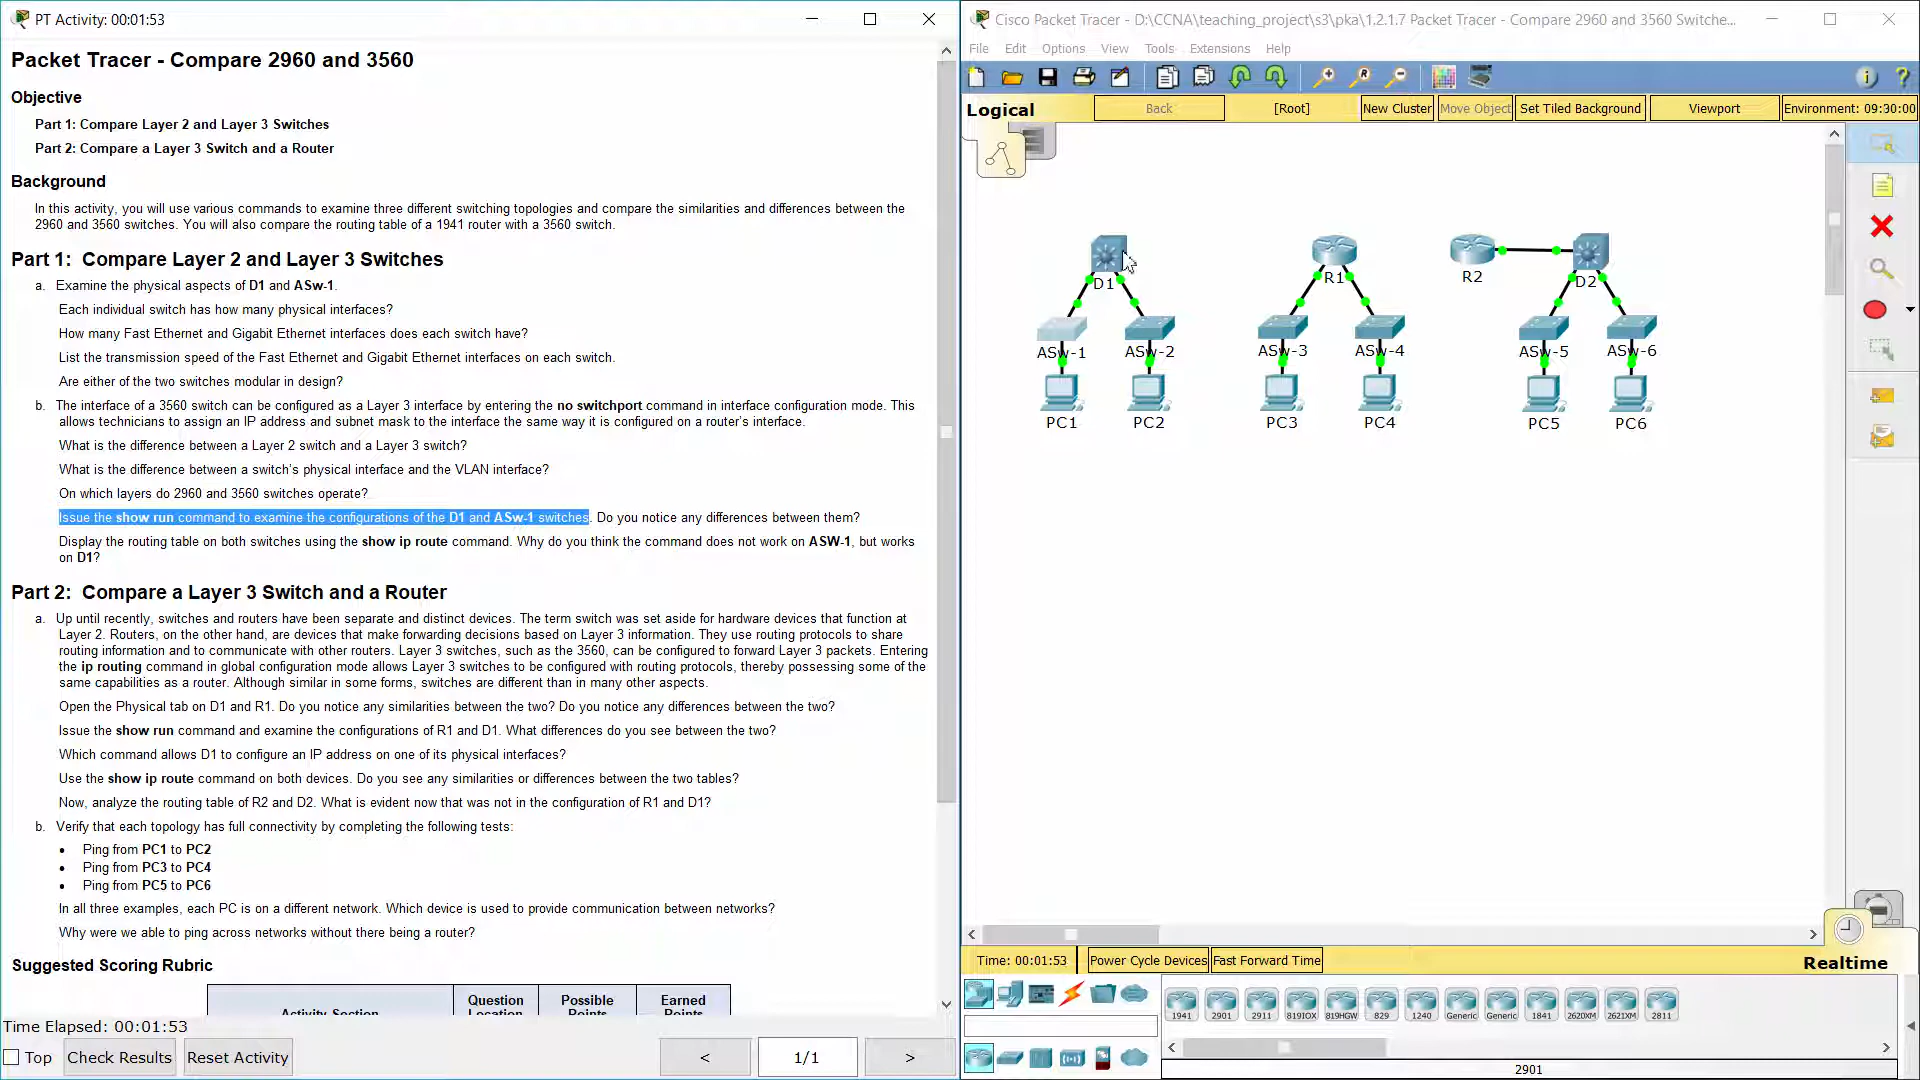 PT Activity: 00:01:53
Packet Tracer - Compare 2960 and 3560
Objective
Part 1: Compare Layer 2 and Layer 3 Switches
Part 2: Compare a Layer 3 Switch and a Router
Background
In this activity, you will use various commands to examine three different switching topologies and compare the similarities and differences between the
2960 and 3560 switches. You will also compare the routing table of a 1941 router with a 3560 switch.
Part 1: Compare Layer 2 and Layer 3 Switches
a. Examine the physical aspects of D1 and ASw-1.
Each individual switch has how many physical interfaces?
How many Fast Ethernet and Gigabit Ethernet interfaces does each switch have?
List the transmission speed of the Fast Ethernet and Gigabit Ethernet interfaces on each switch.
Are either of the two switches modular in design?
b. The interface of a 3560 switch can be configured as a Layer 3 interface by entering the no switchport command in interface configuration mode. This
allows technicians to assign an IP address and subnet mask to the interface the same way it is configured on a router's interface.
What is the difference between a Layer 2 switch and a Layer 3 switch?
What is the difference between a switch's physical interface and the VLAN interface?
On which layers do 2960 and 3560 switches operate?
Issue the show run command to examine the configurations of the D1 and ASw-1 switches. Do you notice any differences between them?
Display the routing table on both switches using the show ip route command. Why do you think the command does not work on ASW-1, but works
on D1?
Part 2: Compare a Layer 3 Switch and a Router
a. Up until recently, switches and routers have been separate and distinct devices. The term switch was set aside for hardware devices that function at
Layer 2. Routers, on the other hand, are devices that make forwarding decisions based on Layer 3 information. They use routing protocols to share
routing information and to communicate with other routers. Layer 3 switches, such as the 3560, can be configured to forward Layer 3 packets. Entering
the ip routing command in global configuration mode allows Layer 3 switches to be configured with routing protocols, thereby possessing some of the
same capabilities as a router. Although similar in some forms, switches are different than in many other aspects.
Open the Physical tab on D1 and R1. Do you notice any similarities between the two? Do you notice any differences between the two?
Issue the show run command and examine the configurations of R1 and D1. What differences do you see between the two?
Which command allows D1 to configure an IP address on one of its physical interfaces?
Use the show ip route command on both devices. Do you see any similarities or differences between the two tables?
Now, analyze the routing table of R2 and D2. What is evident now that was not in the configuration of R1 and D1?
b. Verify that each topology has full connectivity by completing the following tests:
• Ping from PC1 to PC2
• Ping from PC3 to PC4
• Ping from PC5 to PC6
In all three examples, each PC is on a different network. Which device is used to provide communication between networks?
Why were we able to ping across networks without there being a router?
Suggested Scoring Rubric
Question Possible Earned
Activity Section Location Points Points
Time Elapsed: 00:01:53
Top Check Results Reset Activity < 1/1 >
Cisco Packet Tracer - D:\CCNA\teaching_project\s3\pka\1.2.1.7 Packet Tracer - Compare 2960 and 3560 Switche...
File Edit Options View Tools Extensions Help
Logical Back [Root] New Cluster Move Object Set Tiled Background Viewport Environment: 09:30:00
D1 R1 R2 D2
ASw-1 ASw-2 ASw-3 ASw-4 ASw-5 ASw-6
PC1 PC2 PC3 PC4 PC5 PC6
Time: 00:01:53 Power Cycle Devices Fast Forward Time
Realtime
1941 2901 2911 819IOX 819HGW 829 1240 Generic Generic 1841 2620XM 2621XM 2811
2901